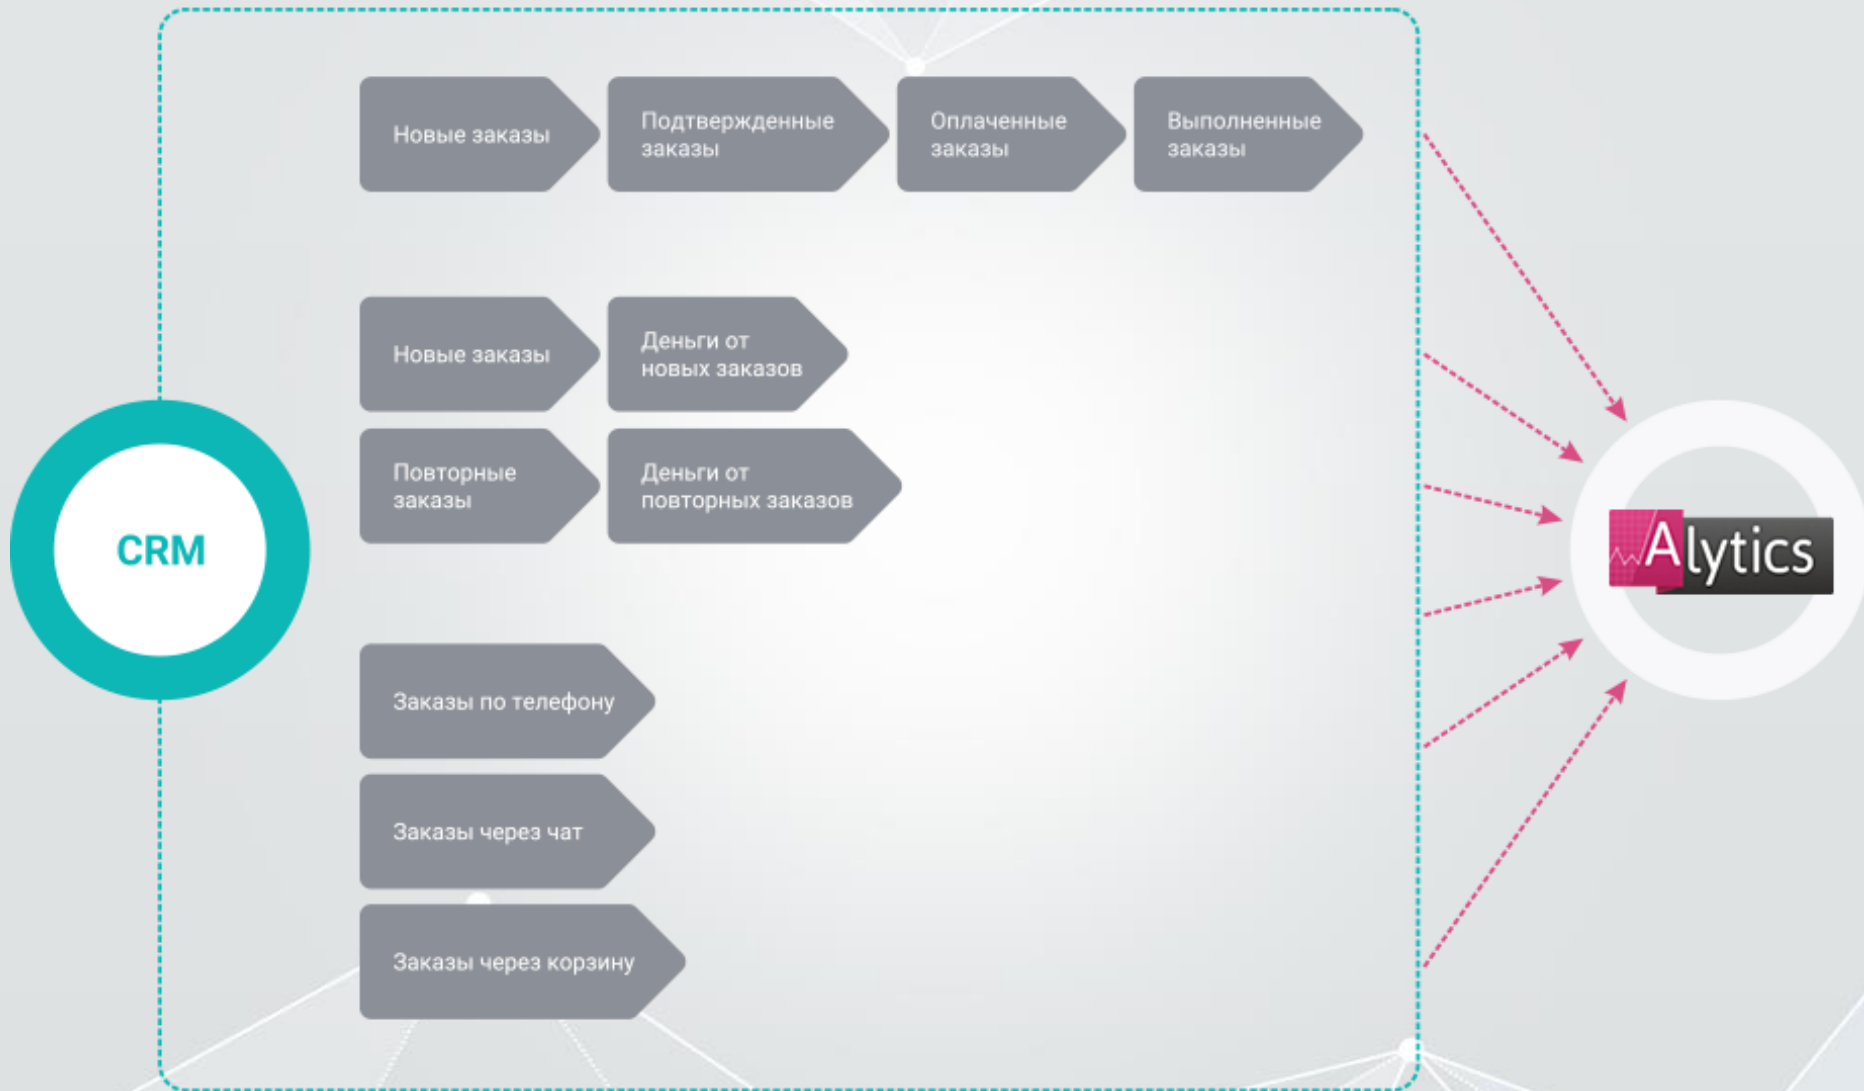 Новые заказы
Подтвержденные
заказы
Оплаченные
заказы
Выполненные
заказы
Новые заказы
Деньги от
новых заказов
Повторные
заказы
Деньги от
повторных заказов
CRM
Alytics
Заказы по телефону
Заказы через чат
Заказы через корзину